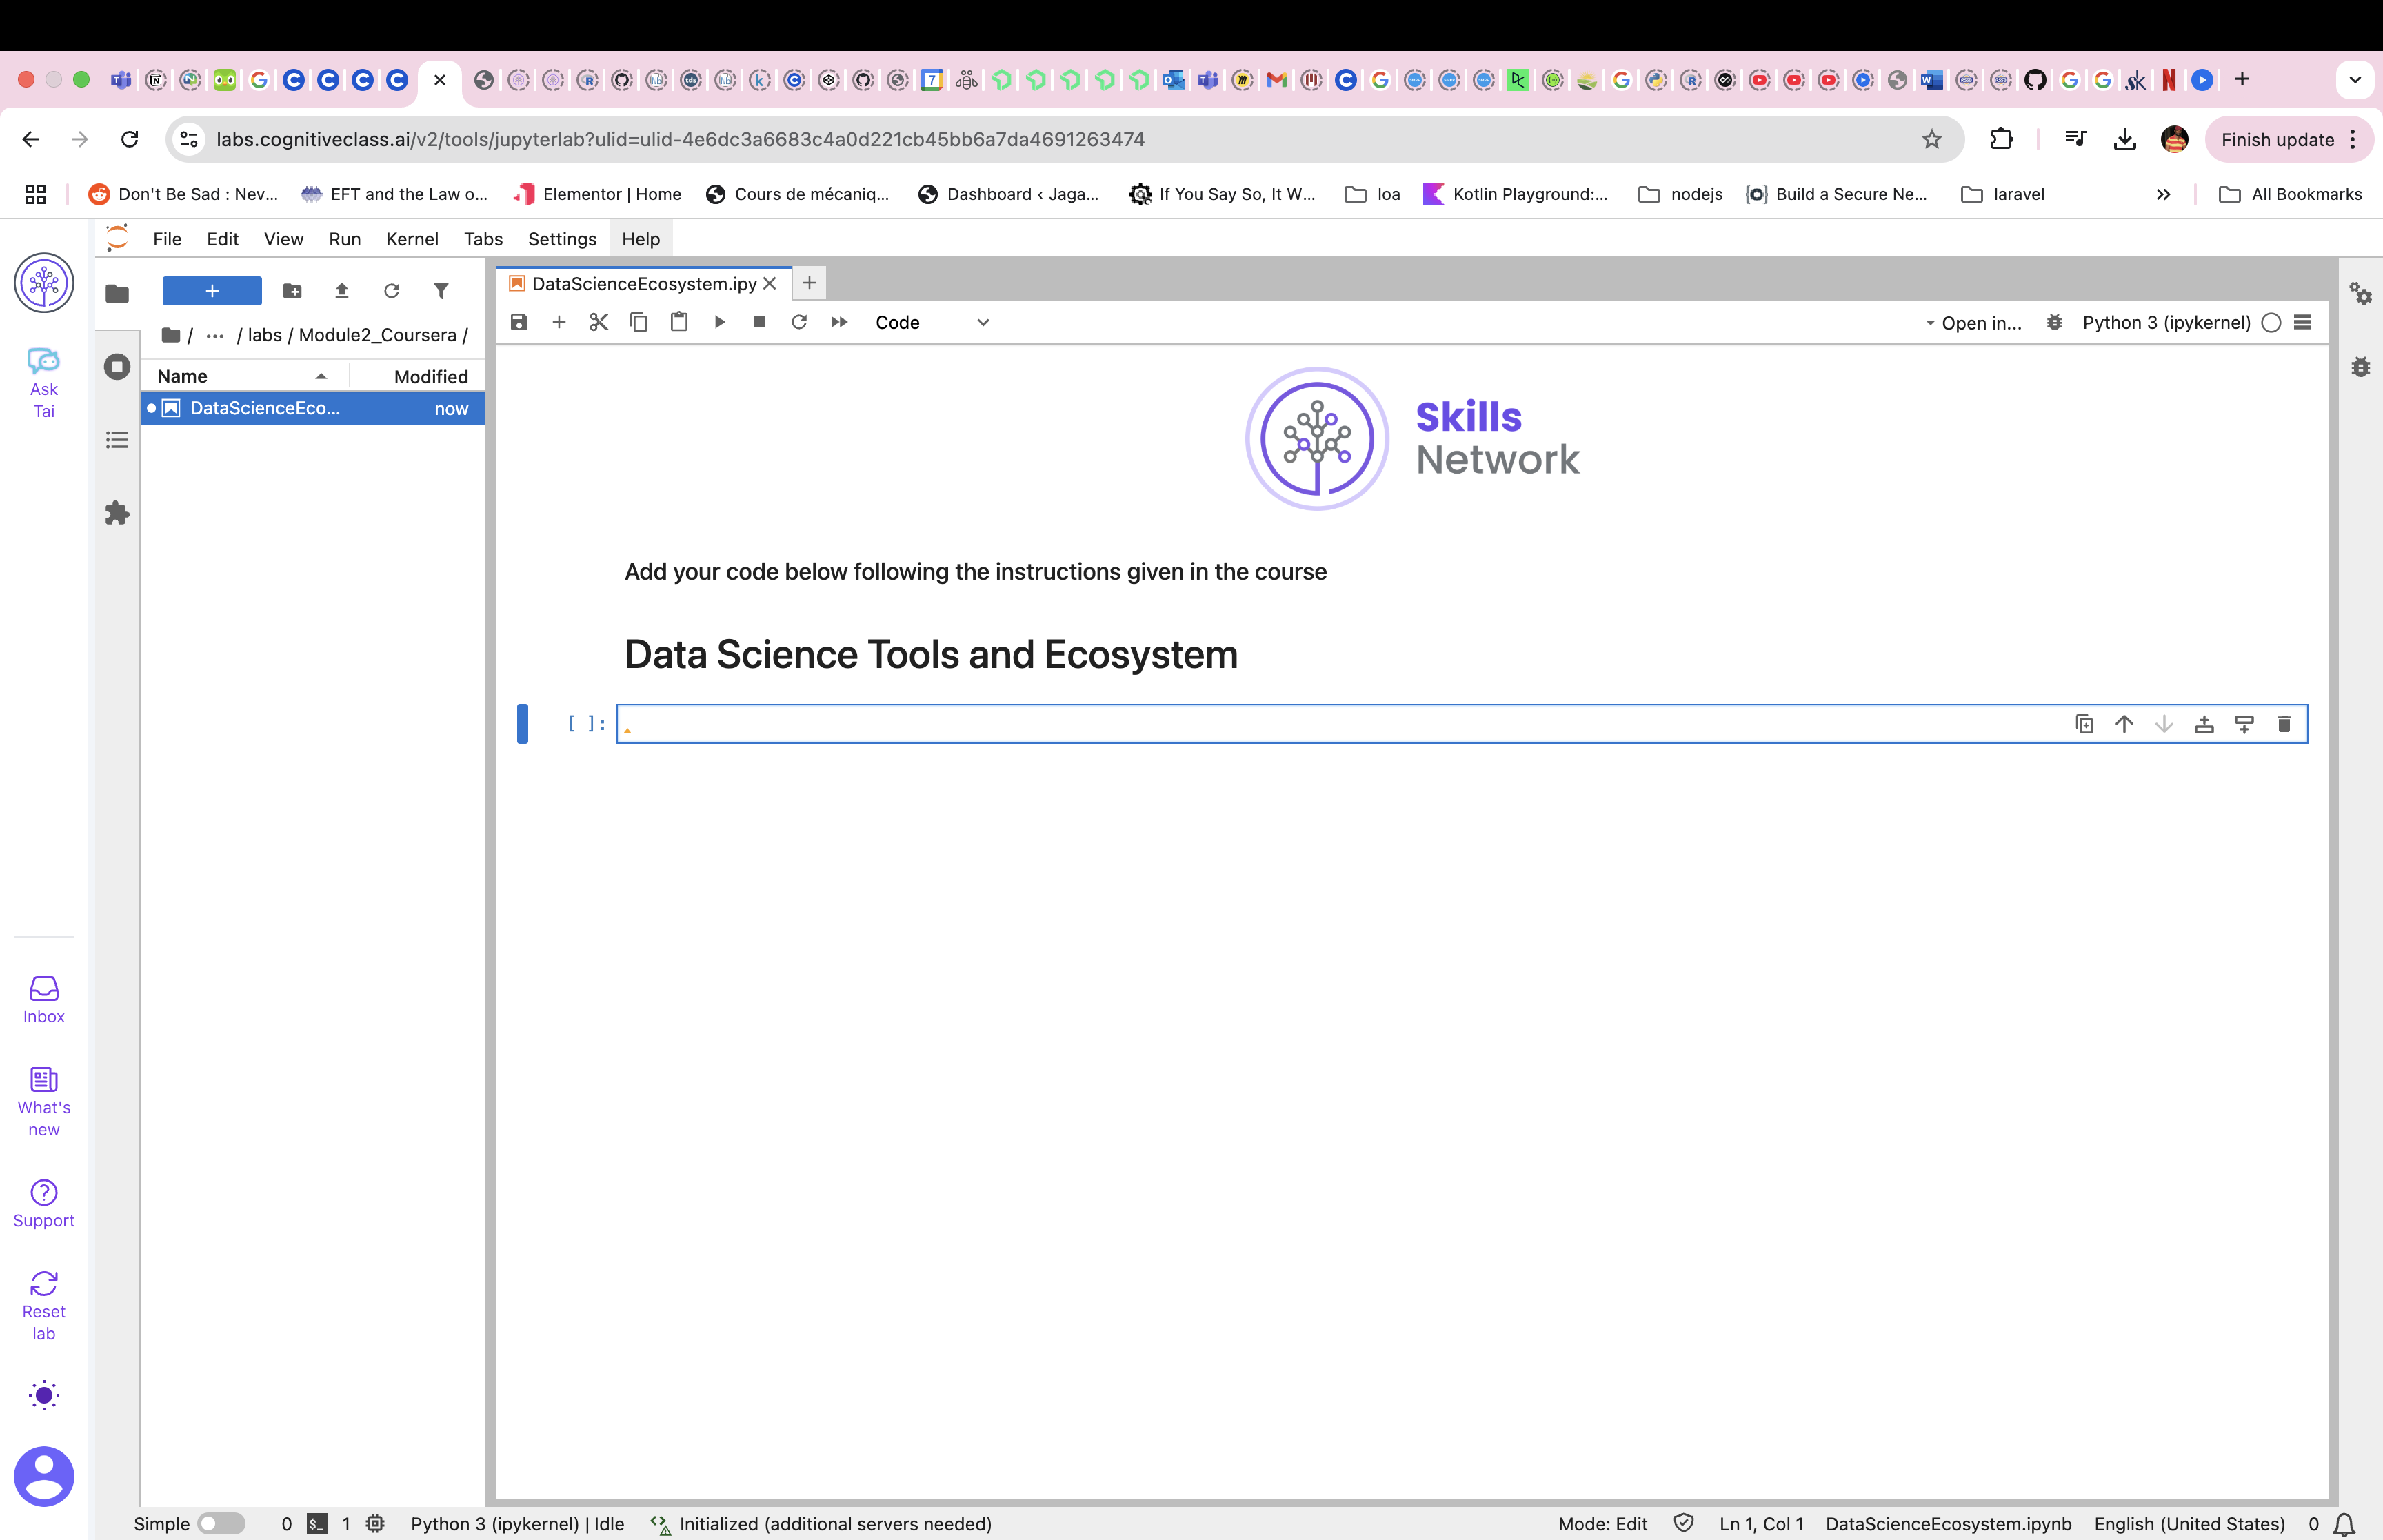 labs.cognitiveclass.ai/v2/tools/jupyterlab?ulid=ulid-4e6dc3a6683c4a0d221cb45bb6a7da4691263474
Finish update
Don't Be Sad : Nev...
EFT and the Law o...
Elementor | Home
Cours de mécaniq...
Dashboard ‹ Jaga...
If You Say So, It W...
loa
Kotlin Playground:...
nodejs
Build a Secure Ne...
laravel
All Bookmarks
File Edit View Run Kernel Tabs Settings Help
Ask
Tai
/ ··· / labs / Module2_Coursera /
Name Modified
DataScienceEco... now
DataScienceEcosystem.ipy
Code
Open in...
Python 3 (ipykernel)
Skills
Network
Add your code below following the instructions given in the course
Data Science Tools and Ecosystem
[ ]:
Inbox
What's
new
Support
Reset
lab
Simple 0 $_ 1 Python 3 (ipykernel) | Idle Initialized (additional servers needed) Mode: Edit Ln 1, Col 1 DataScienceEcosystem.ipynb English (United States) 0